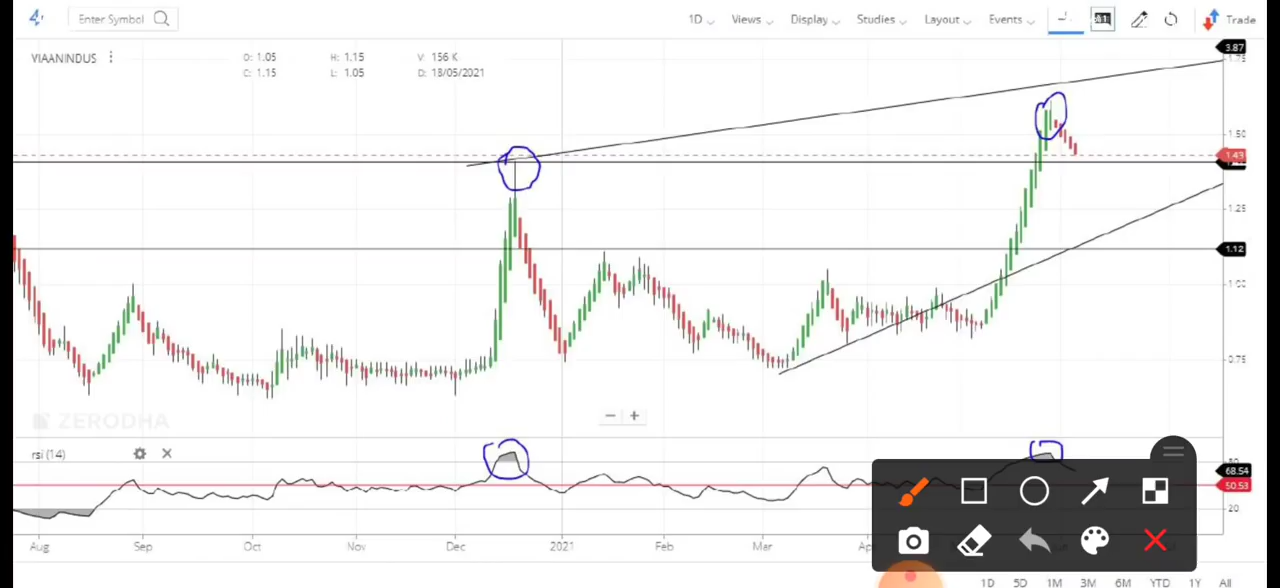 Enter Symbol 1D Views Display Studies Layout Events Trade
VIAANINDUS O: 1.05 H: 1.15 V: 156 K
C: 1.15 L: 1.05 D: 18/05/2021
3.87
1.75
1.50
1.43
1.25
1.12
1.00
0.75
ZERODHA
rsi (14)
80
68.54
50.53
20
Aug Sep Oct Nov Dec 2021 Feb Mar
1D 5D 1M 3M 6M YTD 1Y All